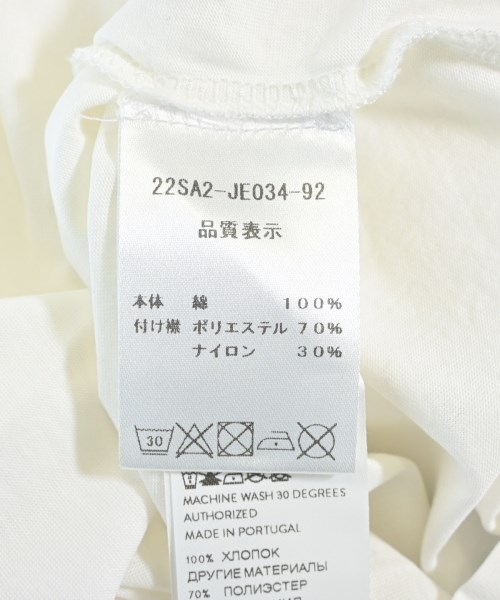 22SA2-JE034-92
品質表示
本体 綿 100%
付け襟 ポリエステル 70%
ナイロン 30%
30
MACHINE WASH 30 DEGREES
AUTHORIZED
MADE IN PORTUGAL
100% ХЛОПОК
ДРУГИЕ МАТЕРИАЛЫ
70% ПОЛИЭСТЕР